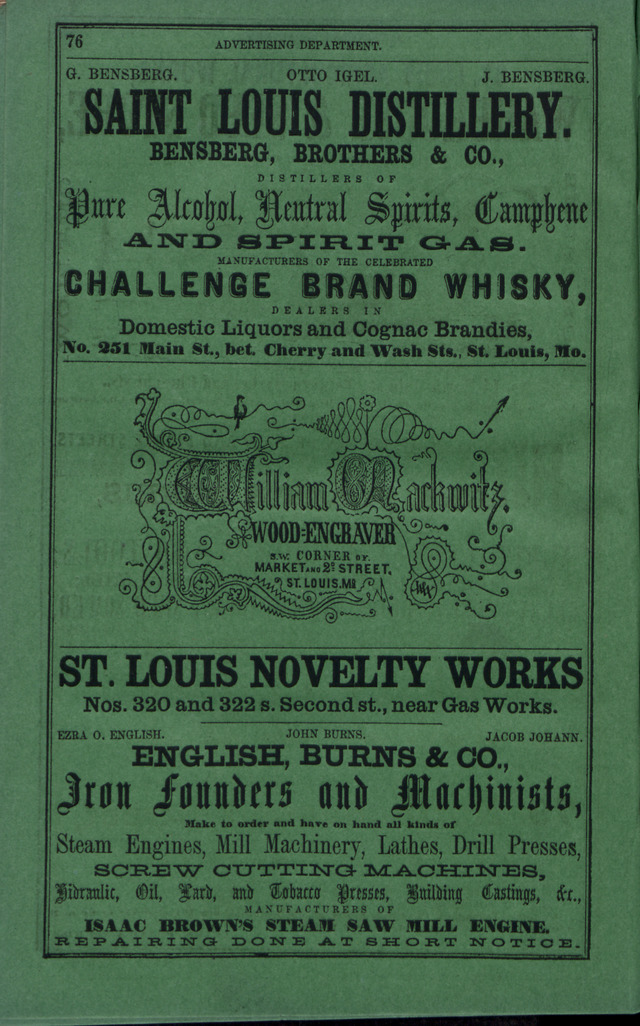 76
ADVERTISING DEPARTMENT.
G. BENSBERG. OTTO IGEL. J. BENSBERG.
SAINT LOUIS DISTILLERY.
BENSBERG, BROTHERS & CO.,
DISTILLERS OF
Pure Alcohol, Neutral Spirits, Camphene
AND SPIRIT GAS.
MANUFACTURERS OF THE CELEBRATED
CHALLENGE BRAND WHISKY,
DEALERS IN
Domestic Liquors and Cognac Brandies,
No. 251 Main St., bet. Cherry and Wash Sts., St. Louis, Mo.
William Mackwitz.
WOOD-ENGRAVER
S.W. CORNER OF.
MARKET AND 2D STREET.
ST. LOUIS. MO
ST. LOUIS NOVELTY WORKS
Nos. 320 and 322 s. Second st., near Gas Works.
EZRA O. ENGLISH. JOHN BURNS. JACOB JOHANN.
ENGLISH, BURNS & CO.,
Iron Founders and Machinists,
Make to order and have on hand all kinds of
Steam Engines, Mill Machinery, Lathes, Drill Presses,
SCREW CUTTING MACHINES,
Hidraulic, Oil, Lard, and Tobacco Presses, Building Castings, &c.,
MANUFACTURERS OF
ISAAC BROWN'S STEAM SAW MILL ENGINE.
REPAIRING DONE AT SHORT NOTICE.